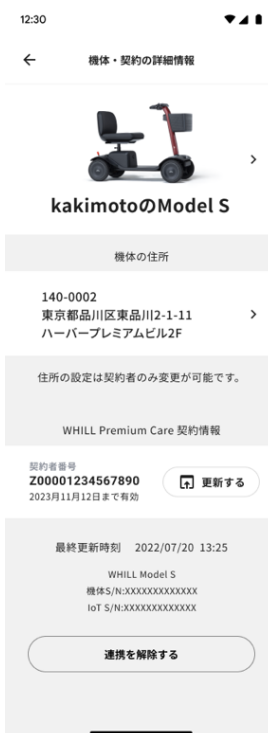 12:30
機体・契約の詳細情報
kakimotoのModel S
機体の住所
140-0002
東京都品川区東品川2-1-11
ハーバープレミアムビル2F
住所の設定は契約者のみ変更が可能です。
WHILL Premium Care 契約情報
契約者番号
Z00001234567890
2023月11月12日まで有効
更新する
最終更新時刻 2022/07/20 13:25
WHILL Model S
機体S/N:XXXXXXXXXXXXX
IoT S/N:XXXXXXXXXXXXX
連携を解除する